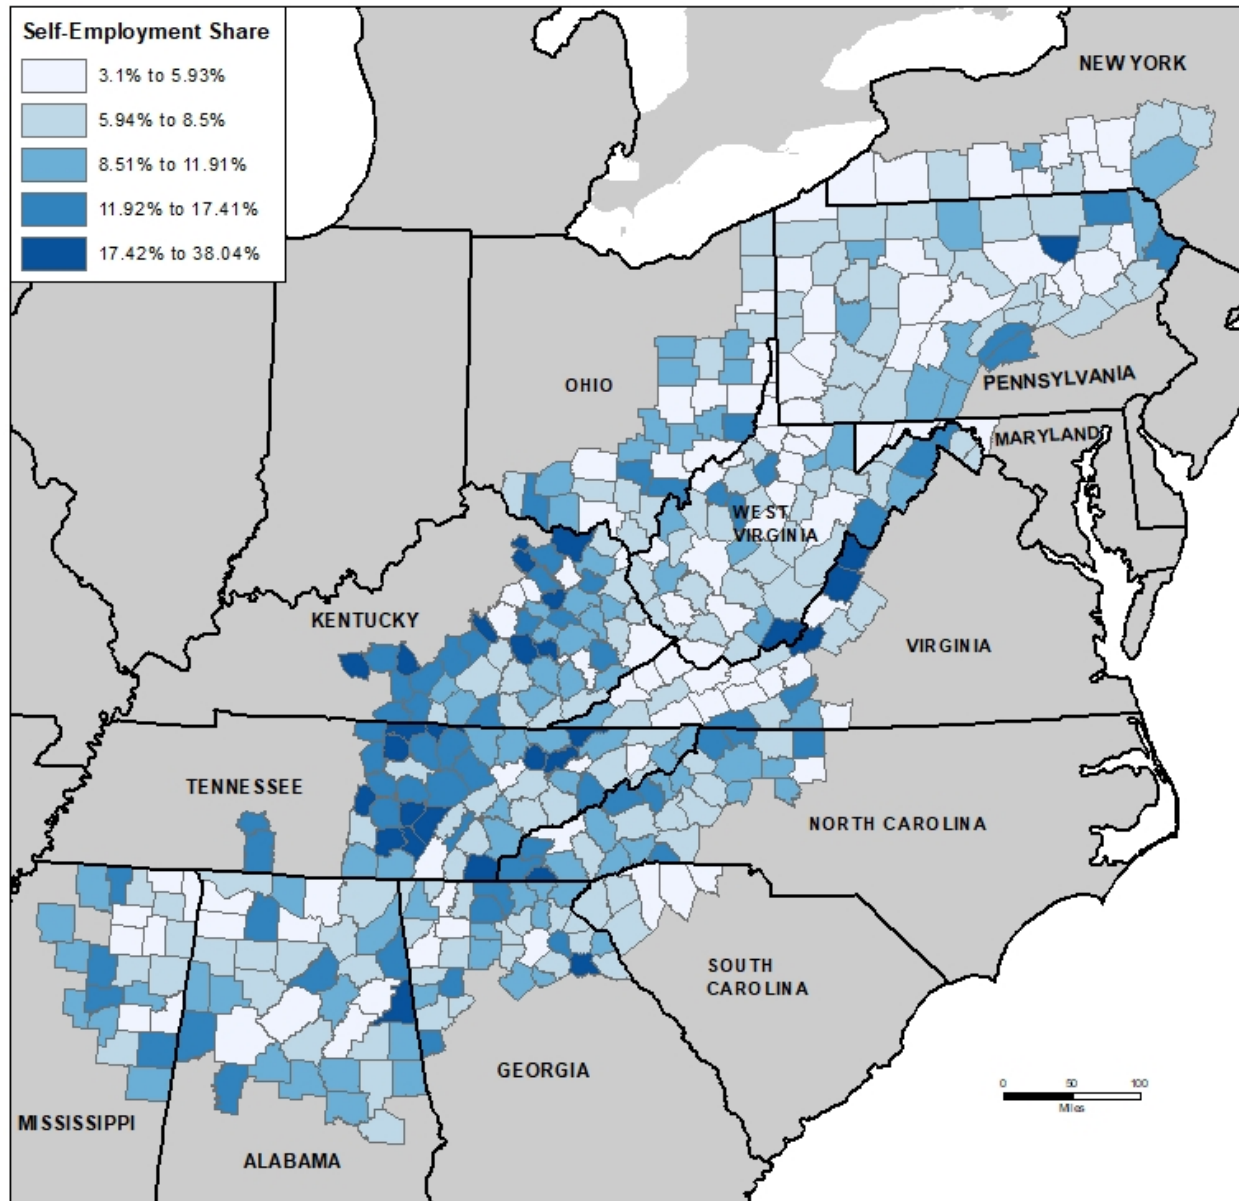 Self-Employment Share
3.1% to 5.93%
5.94% to 8.5%
8.51% to 11.91%
11.92% to 17.41%
17.42% to 38.04%
NEW YORK
OHIO
PENNSYLVANIA
MARYLAND
WEST
VIRGINIA
KENTUCKY
VIRGINIA
TENNESSEE
NORTH CAROLINA
SOUTH
CAROLINA
GEORGIA
0 50 100
Miles
MISSISSIPPI
ALABAMA